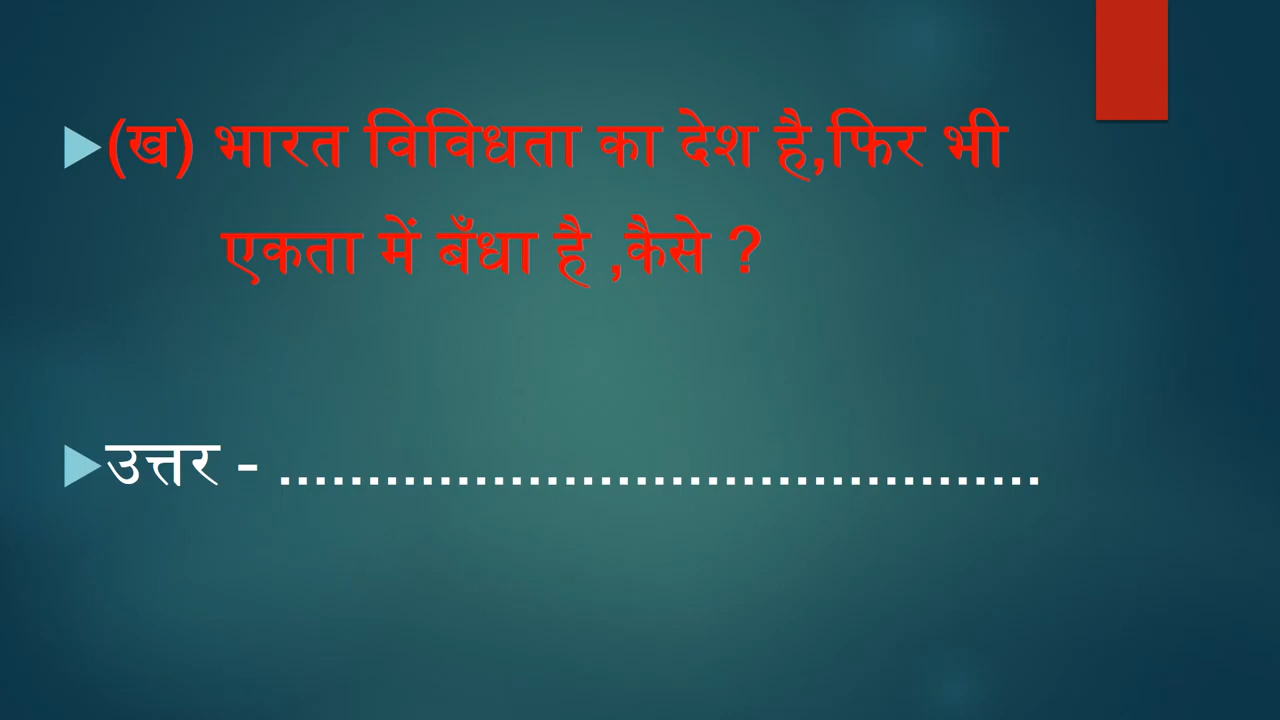 (ख) भारत विविधता का देश है,फिर भी
एकता में बँधा है ,कैसे ?
उत्तर - ...........................................